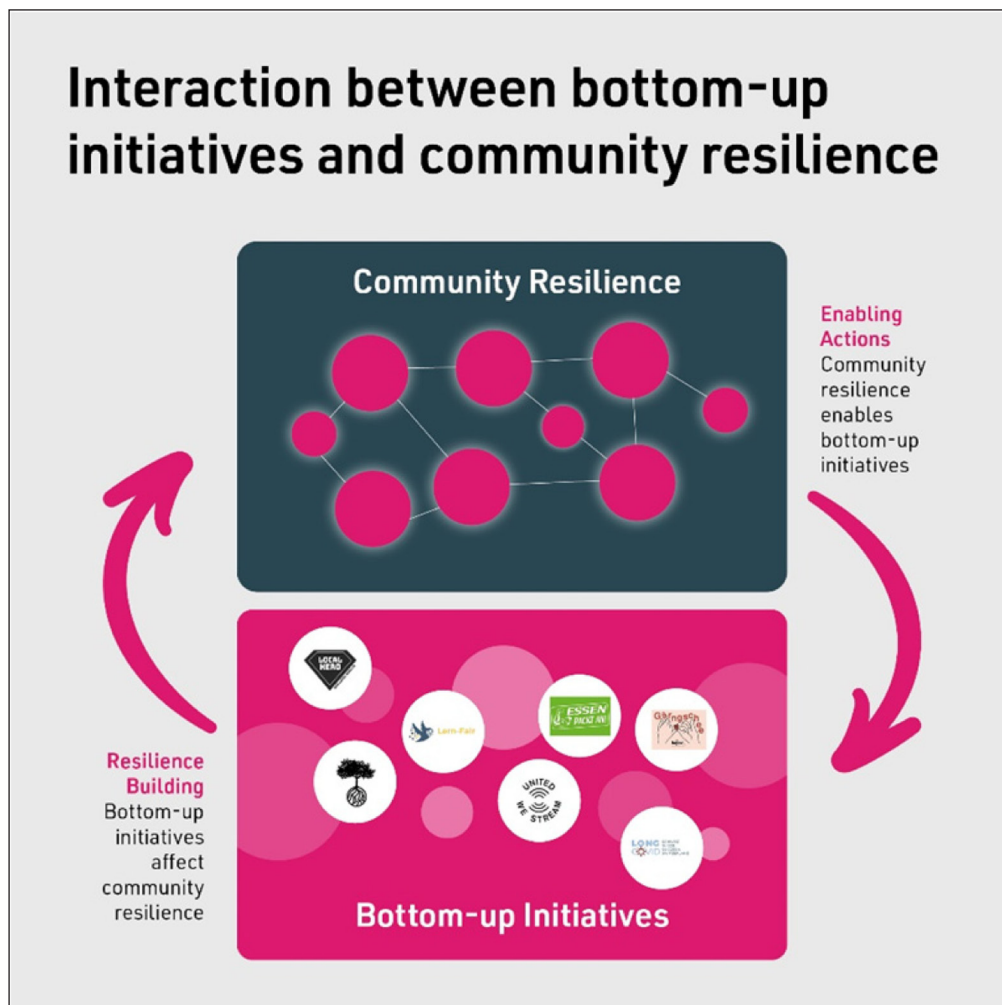 Interaction between bottom-up
initiatives and community resilience
Community Resilience
Enabling
Actions
Community
resilience
enables
bottom-up
initiatives
LOCAL
HERO
Lern-Fair
ESSEN
PACKT AN!
UNITED
WE STREAM
LONG
COVID
Resilience
Building
Bottom-up
initiatives
affect
community
resilience
Bottom-up Initiatives